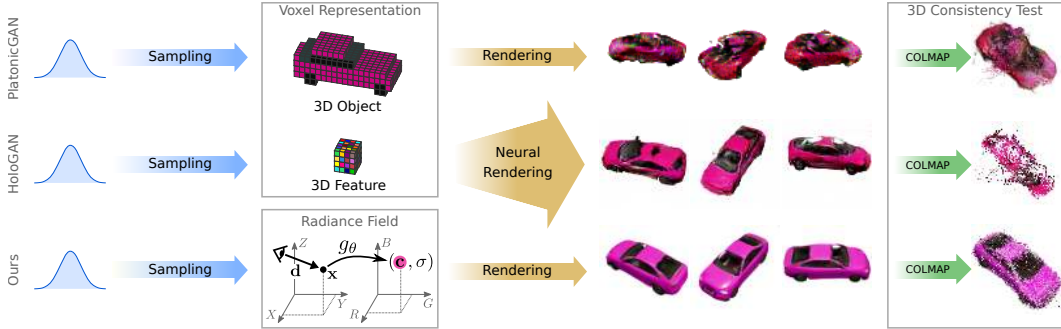 Voxel Representation
3D Consistency Test
PlatonicGAN
Sampling
3D Object
Rendering
COLMAP
HoloGAN
Sampling
3D Feature
Neural
Rendering
COLMAP
Radiance Field
Ours
Sampling
Z
B
d
x
gθ
(c, σ)
X
Y
R
G
Rendering
COLMAP